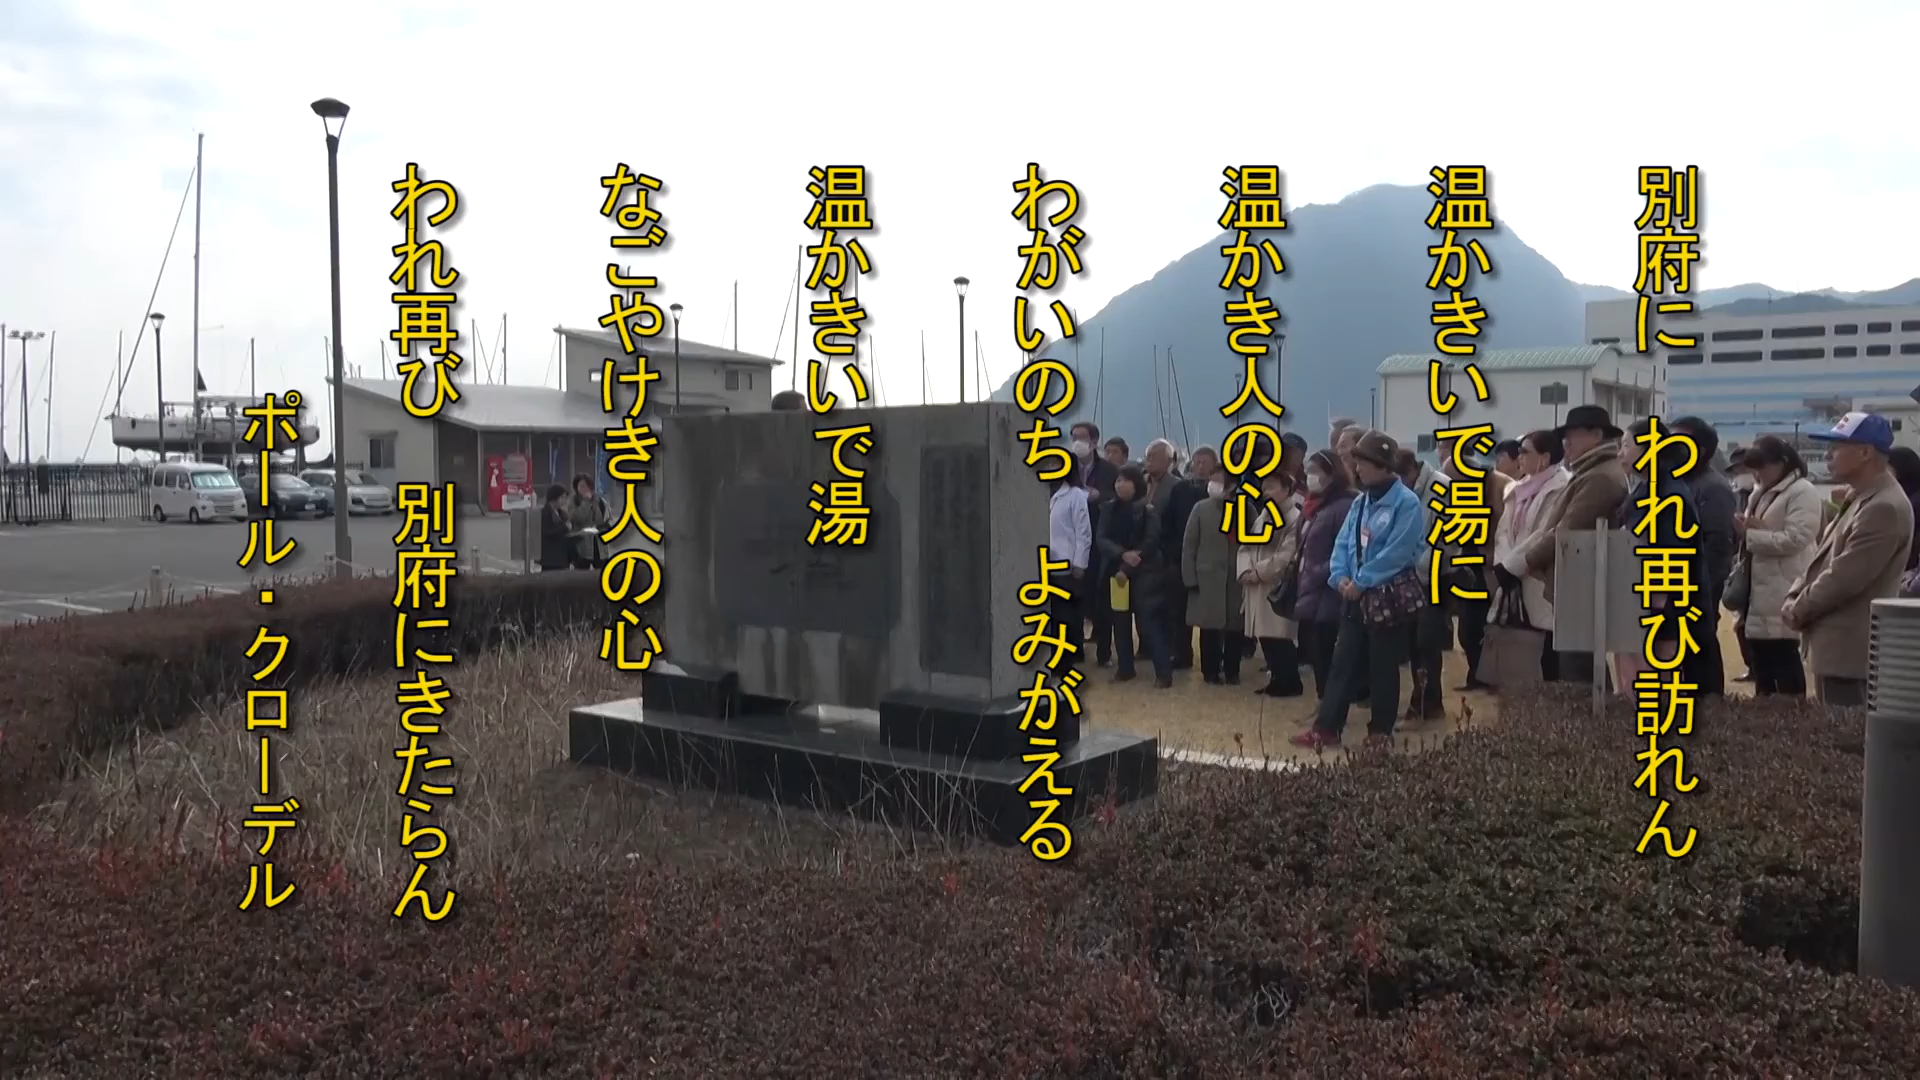 別府に　われ再び訪れん
温かきいで湯に
温かき人の心
わがいのち　よみがえる
温かきいで湯
なごやけき人の心
われ再び　別府にきたらん
ポール・クローデル